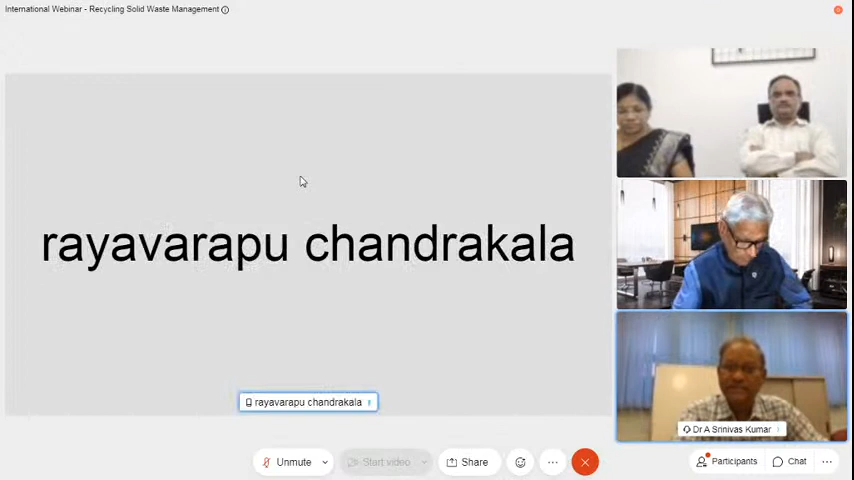 International Webinar - Recycling Solid Waste Management
rayavarapu chandrakala
rayavarapu chandrakala
Dr A Srinivas Kumar
Unmute
Start video
Share
Participants
Chat